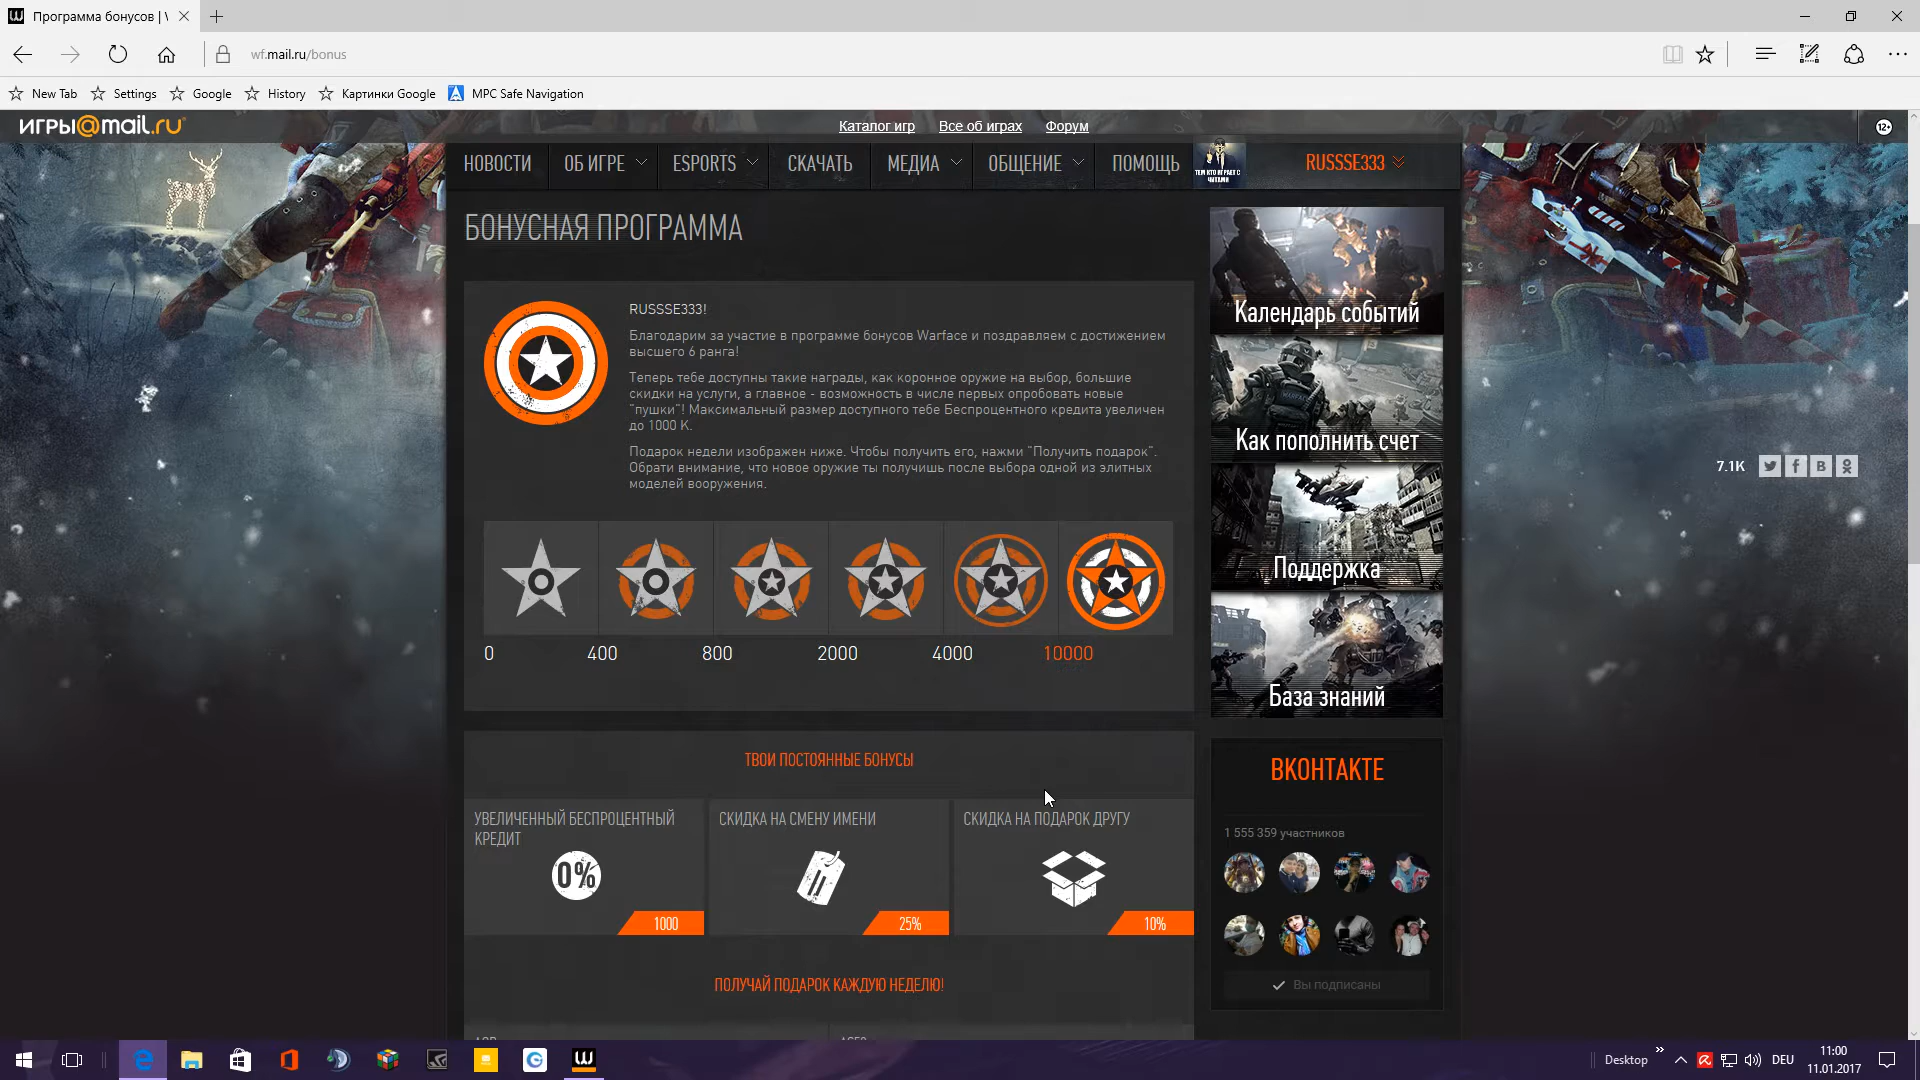 Программа бонусов | \
wf.mail.ru/bonus
New Tab
Settings
Google
History
Картинки Google
MPC Safe Navigation
ИГРЫ@mail.ru
Каталог игр
Все об играх
Форум
12+
НОВОСТИ
ОБ ИГРЕ
ESPORTS
СКАЧАТЬ
МЕДИА
ОБЩЕНИЕ
ПОМОЩЬ
ТЕМ КТО ИГРАЕТ С
ЧИТАМИ
RUSSSE333
БОНУСНАЯ ПРОГРАММА
RUSSSE333!
Благодарим за участие в программе бонусов Warface и поздравляем с достижением
высшего 6 ранга!
Теперь тебе доступны такие награды, как коронное оружие на выбор, большие
скидки на услуги, а главное - возможность в числе первых опробовать новые
"пушки"! Максимальный размер доступного тебе Беспроцентного кредита увеличен
до 1000 К.
Подарок недели изображен ниже. Чтобы получить его, нажми "Получить подарок".
Обрати внимание, что новое оружие ты получишь после выбора одной из элитных
моделей вооружения.
0
400
800
2000
4000
10000
ТВОИ ПОСТОЯННЫЕ БОНУСЫ
УВЕЛИЧЕННЫЙ БЕСПРОЦЕНТНЫЙ
КРЕДИТ
0%
1000
СКИДКА НА СМЕНУ ИМЕНИ
25%
СКИДКА НА ПОДАРОК ДРУГУ
10%
ПОЛУЧАЙ ПОДАРОК КАЖДУЮ НЕДЕЛЮ!
Календарь событий
Как пополнить счет
Поддержка
База знаний
ВКОНТАКТЕ
1 555 359 участников
Вы подписаны
7.1K
Desktop
DEU
11:00
11.01.2017